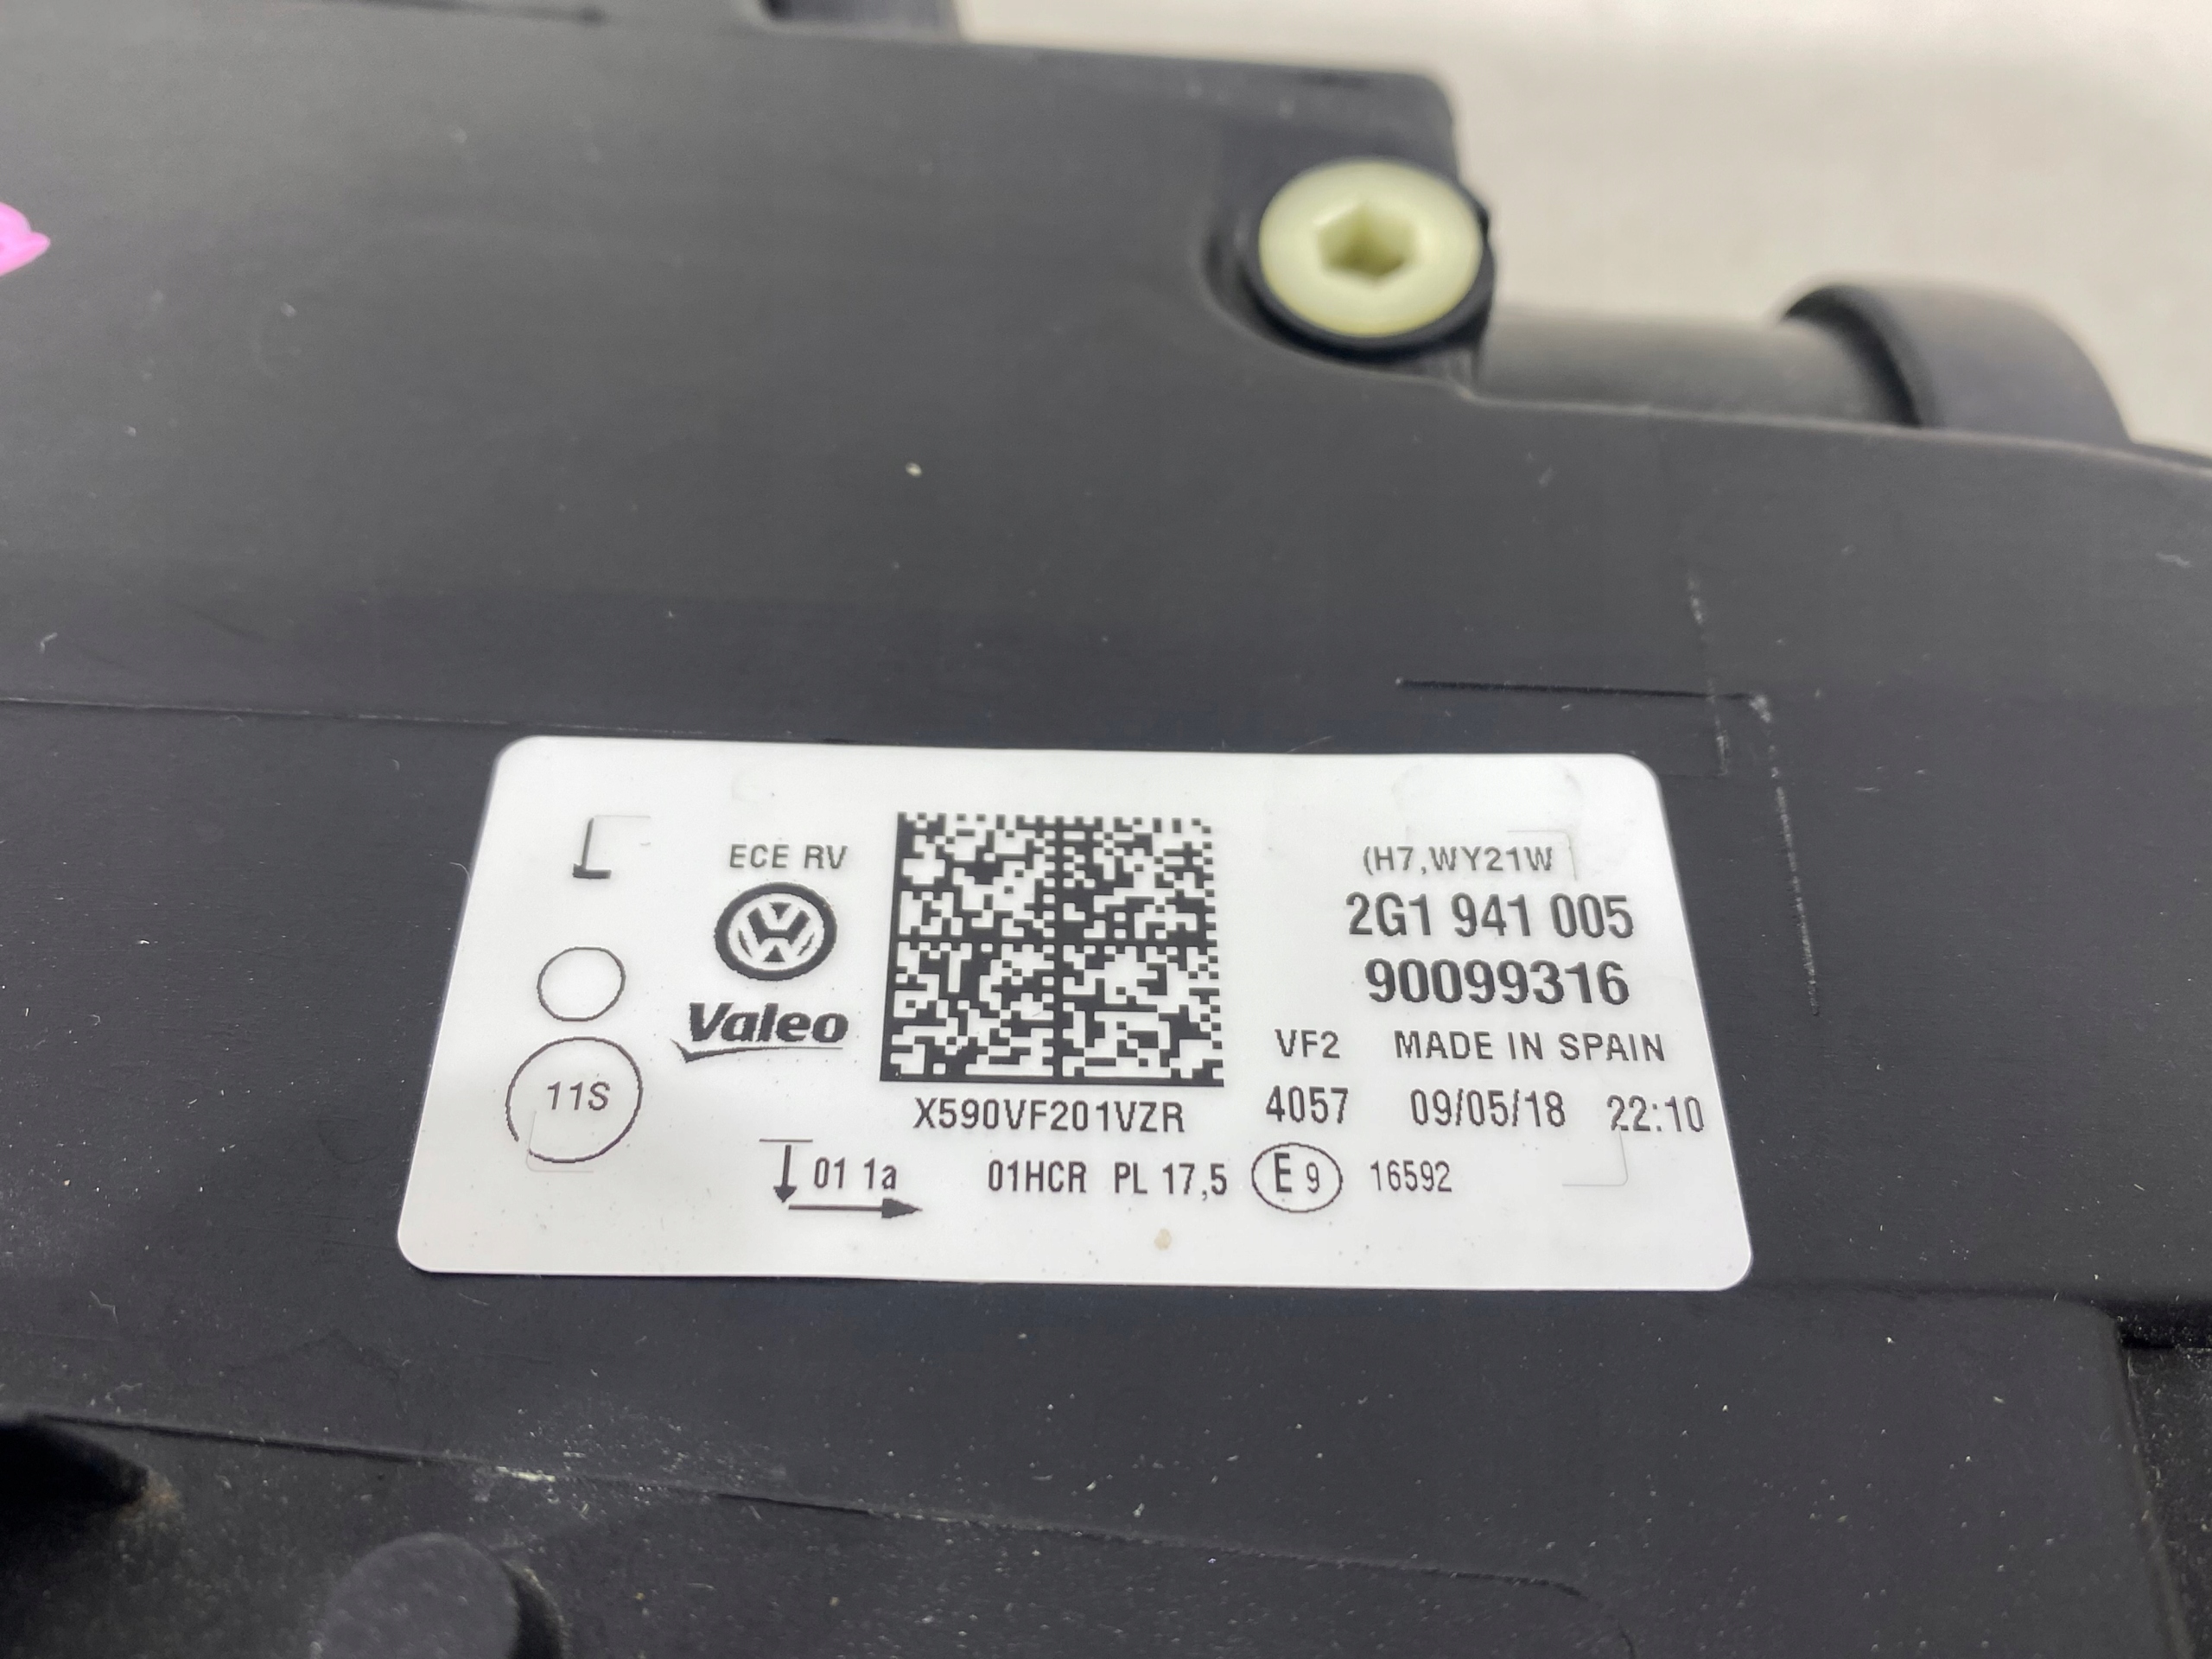 ECE RV
Valeo
11S
X590VF201VZR
(H7,WY21W
2G1 941 005
90099316
VF2 MADE IN SPAIN
4057 09/05/18 22:10
01 1a 01HCR PL 17,5 E 9 16592